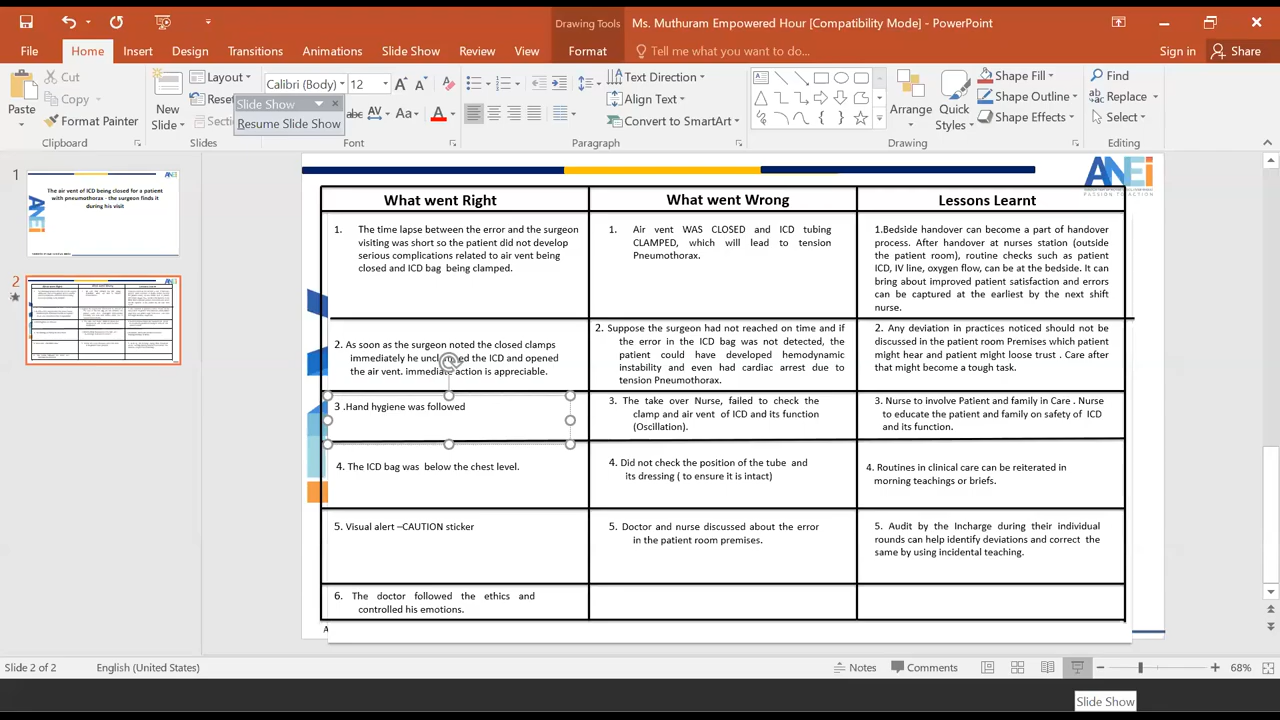 Drawing Tools
Ms. Muthuram Empowered Hour [Compatibility Mode] - PowerPoint
File Home Insert Design Transitions Animations Slide Show Review View Format Tell me what you want to do... Sign in Share
Paste
Cut
Copy
Format Painter
Clipboard
New
Slide
Layout
Reset
Slides
Slide Show
Resume Slide Show
Calibri (Body) 12
abc AV Aa A
Font
Text Direction
Align Text
Convert to SmartArt
Paragraph
Arrange
Quick
Styles
Shape Fill
Shape Outline
Shape Effects
Drawing
Find
Replace
Select
Editing
1
The air vent of ICD being closed for a patient
with pneumothorax - the surgeon finds it
during his visit
ANEi
2
ANEi
PASSION TO ACTION
What went Right
What went Wrong
Lessons Learnt
1. The time lapse between the error and the surgeon
visiting was short so the patient did not develop
serious complications related to air vent being
closed and ICD bag being clamped.
1. Air vent WAS CLOSED and ICD tubing
CLAMPED, which will lead to tension
Pneumothorax.
1.Bedside handover can become a part of handover
process. After handover at nurses station (outside
the patient room), routine checks such as patient
ICD, IV line, oxygen flow, can be at the bedside. It can
bring about improved patient satisfaction and errors
can be captured at the earliest by the next shift
nurse.
2. As soon as the surgeon noted the closed clamps
immediately he the ICD and opened
the air vent. immediate action is appreciable.
2. Suppose the surgeon had not reached on time and if
the error in the ICD bag was not detected, the
patient could have developed hemodynamic
instability and even had cardiac arrest due to
tension Pneumothorax.
2. Any deviation in practices noticed should not be
discussed in the patient room Premises which patient
might hear and patient might loose trust . Care after
that might become a tough task.
3 .Hand hygiene was followed
3. The take over Nurse, failed to check the
clamp and air vent of ICD and its function
(Oscillation).
3. Nurse to involve Patient and family in Care . Nurse
to educate the patient and family on safety of ICD
and its function.
4. The ICD bag was below the chest level.
4. Did not check the position of the tube and
its dressing ( to ensure it is intact)
4. Routines in clinical care can be reiterated in
morning teachings or briefs.
5. Visual alert –CAUTION sticker
5. Doctor and nurse discussed about the error
in the patient room premises.
5. Audit by the Incharge during their individual
rounds can help identify deviations and correct the
same by using incidental teaching.
6. The doctor followed the ethics and
controlled his emotions.
A
Slide 2 of 2 English (United States) Notes Comments 68%
Slide Show